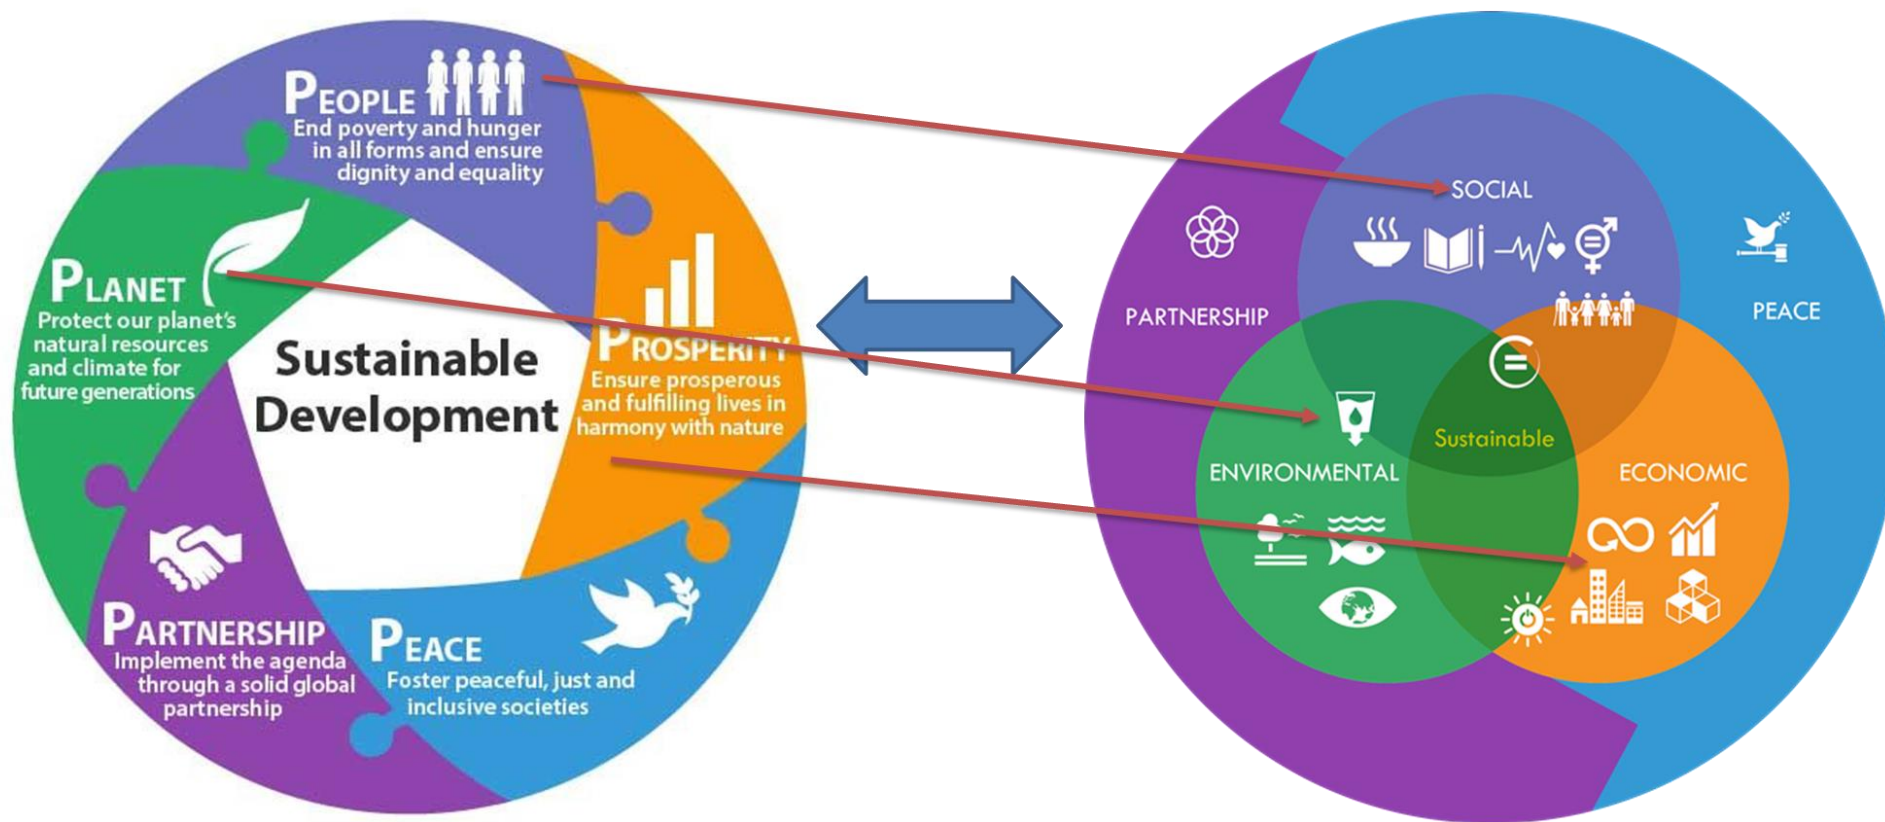 PEOPLE
End poverty and hunger
in all forms and ensure
dignity and equality
PLANET
Protect our planet's
natural resources
and climate for
future generations
Sustainable
Development
PROSPERITY
Ensure prosperous
and fulfilling lives in
harmony with nature
PARTNERSHIP
Implement the agenda
through a solid global
partnership
PEACE
Foster peaceful, just and
inclusive societies
SOCIAL
PARTNERSHIP
PEACE
Sustainable
ENVIRONMENTAL
ECONOMIC